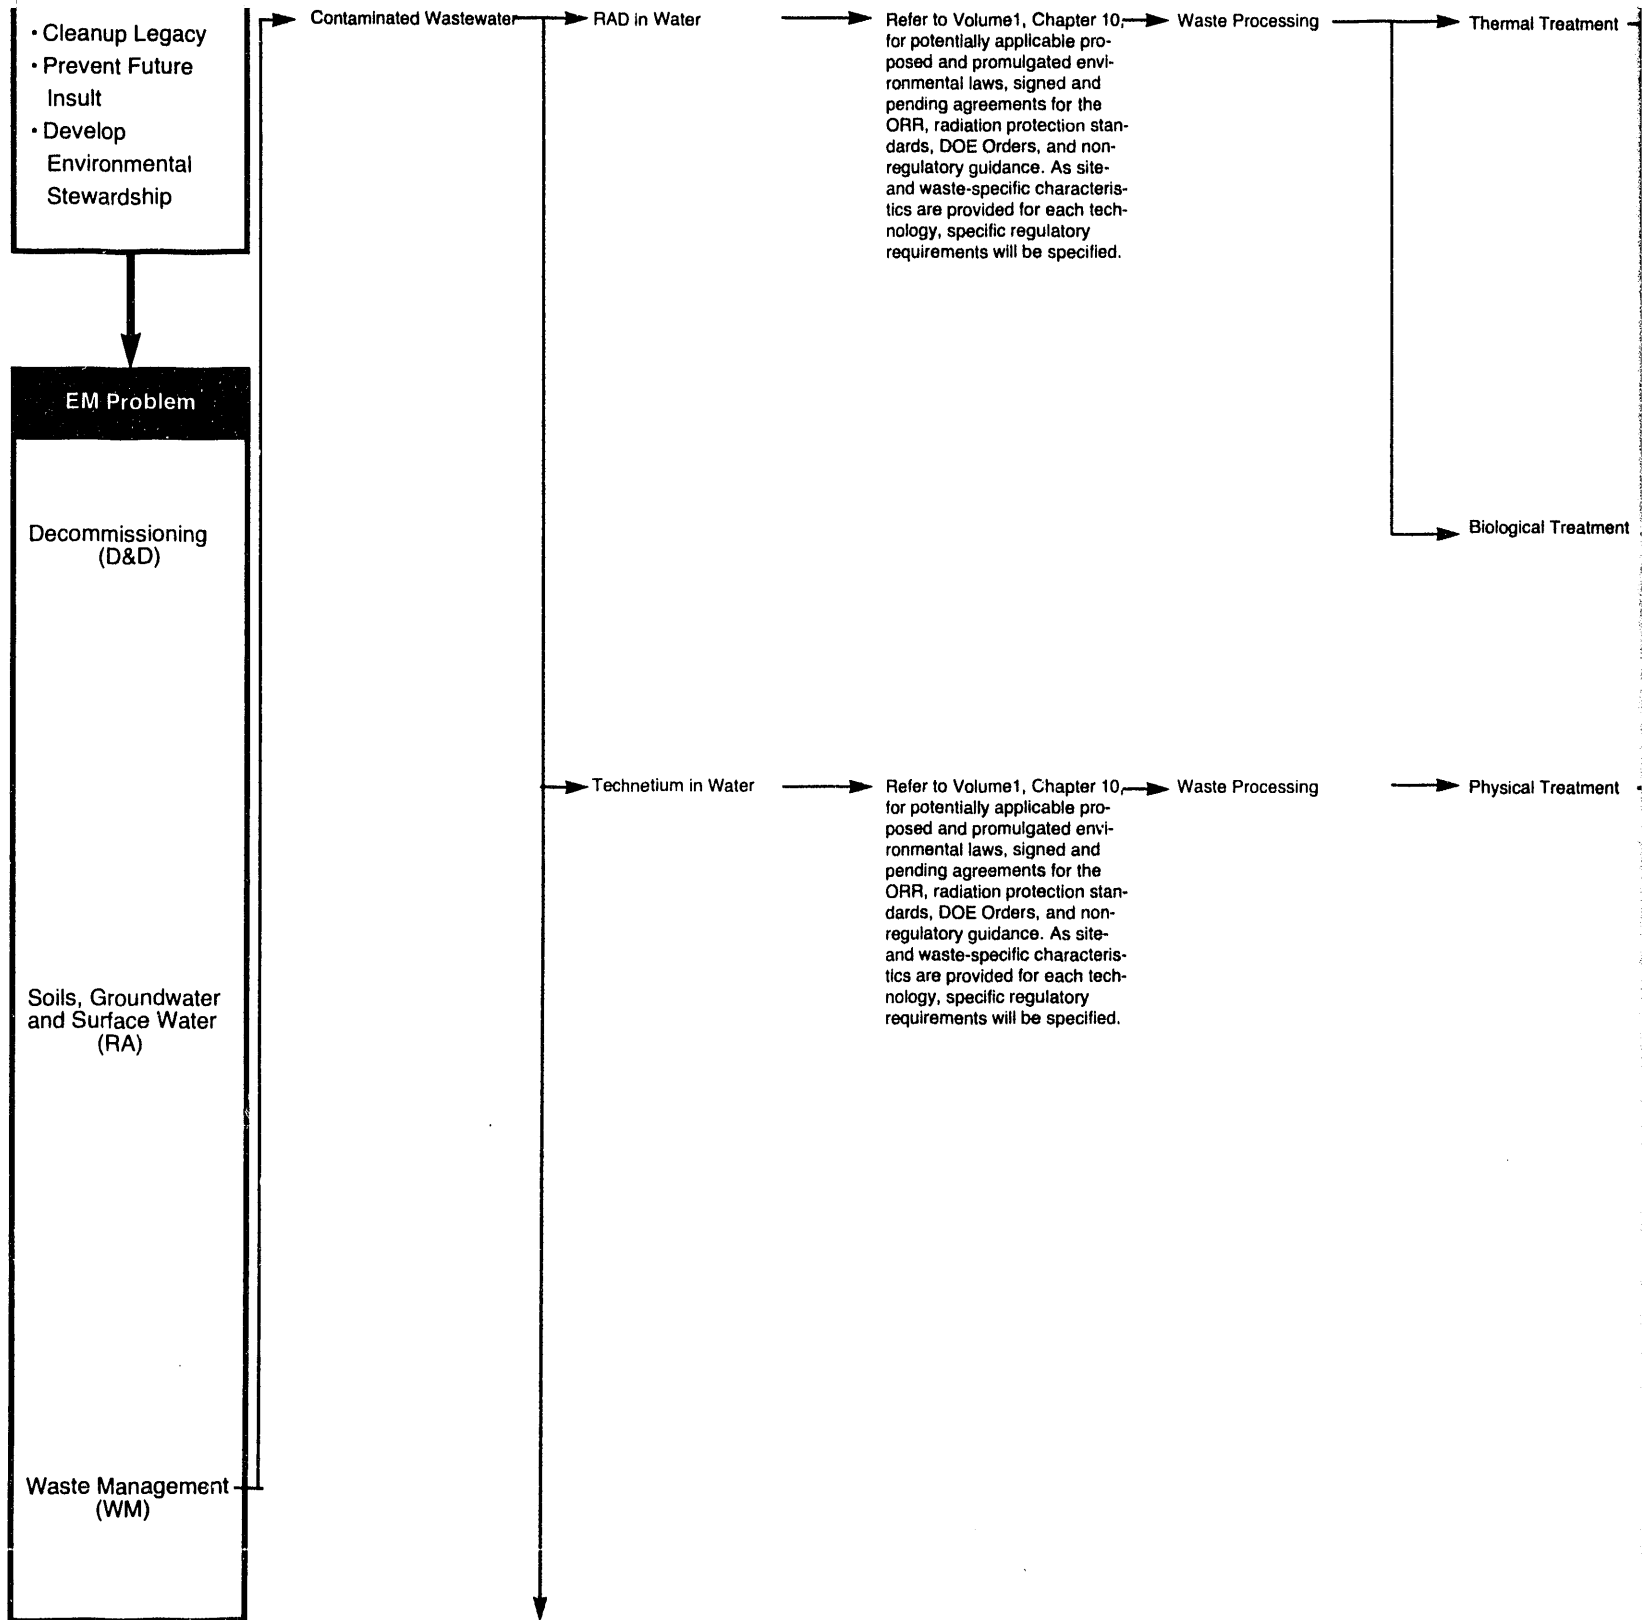 • Cleanup Legacy
• Prevent Future
Insult
• Develop
Environmental
Stewardship
EM Problem
Decommissioning
(D&D)
Soils, Groundwater
and Surface Water
(RA)
Waste Management
(WM)
Contaminated Wastewater
RAD in Water
Refer to Volume1, Chapter 10,
for potentially applicable pro-
posed and promulgated envi-
ronmental laws, signed and
pending agreements for the
ORR, radiation protection stan-
dards, DOE Orders, and non-
regulatory guidance. As site-
and waste-specific characteris-
tics are provided for each tech-
nology, specific regulatory
requirements will be specified.
Waste Processing
Thermal Treatment
Biological Treatment
Technetium in Water
Refer to Volume1, Chapter 10,
for potentially applicable pro-
posed and promulgated envi-
ronmental laws, signed and
pending agreements for the
ORR, radiation protection stan-
dards, DOE Orders, and non-
regulatory guidance. As site-
and waste-specific characteris-
tics are provided for each tech-
nology, specific regulatory
requirements will be specified.
Waste Processing
Physical Treatment